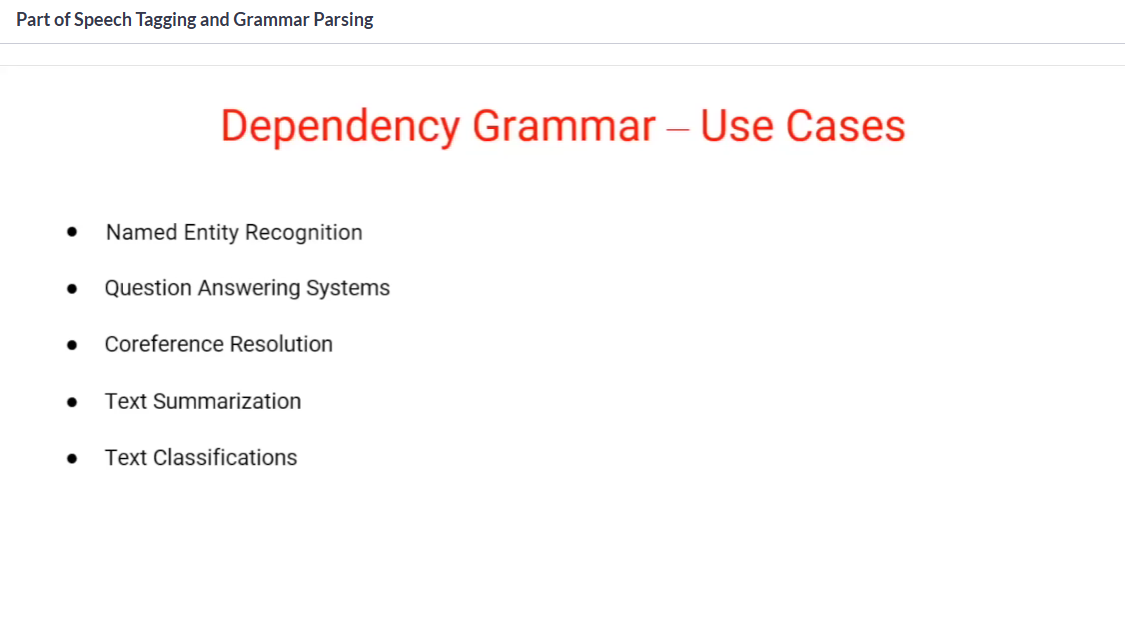 Part of Speech Tagging and Grammar Parsing
Dependency Grammar – Use Cases
● Named Entity Recognition
● Question Answering Systems
● Coreference Resolution
● Text Summarization
● Text Classifications